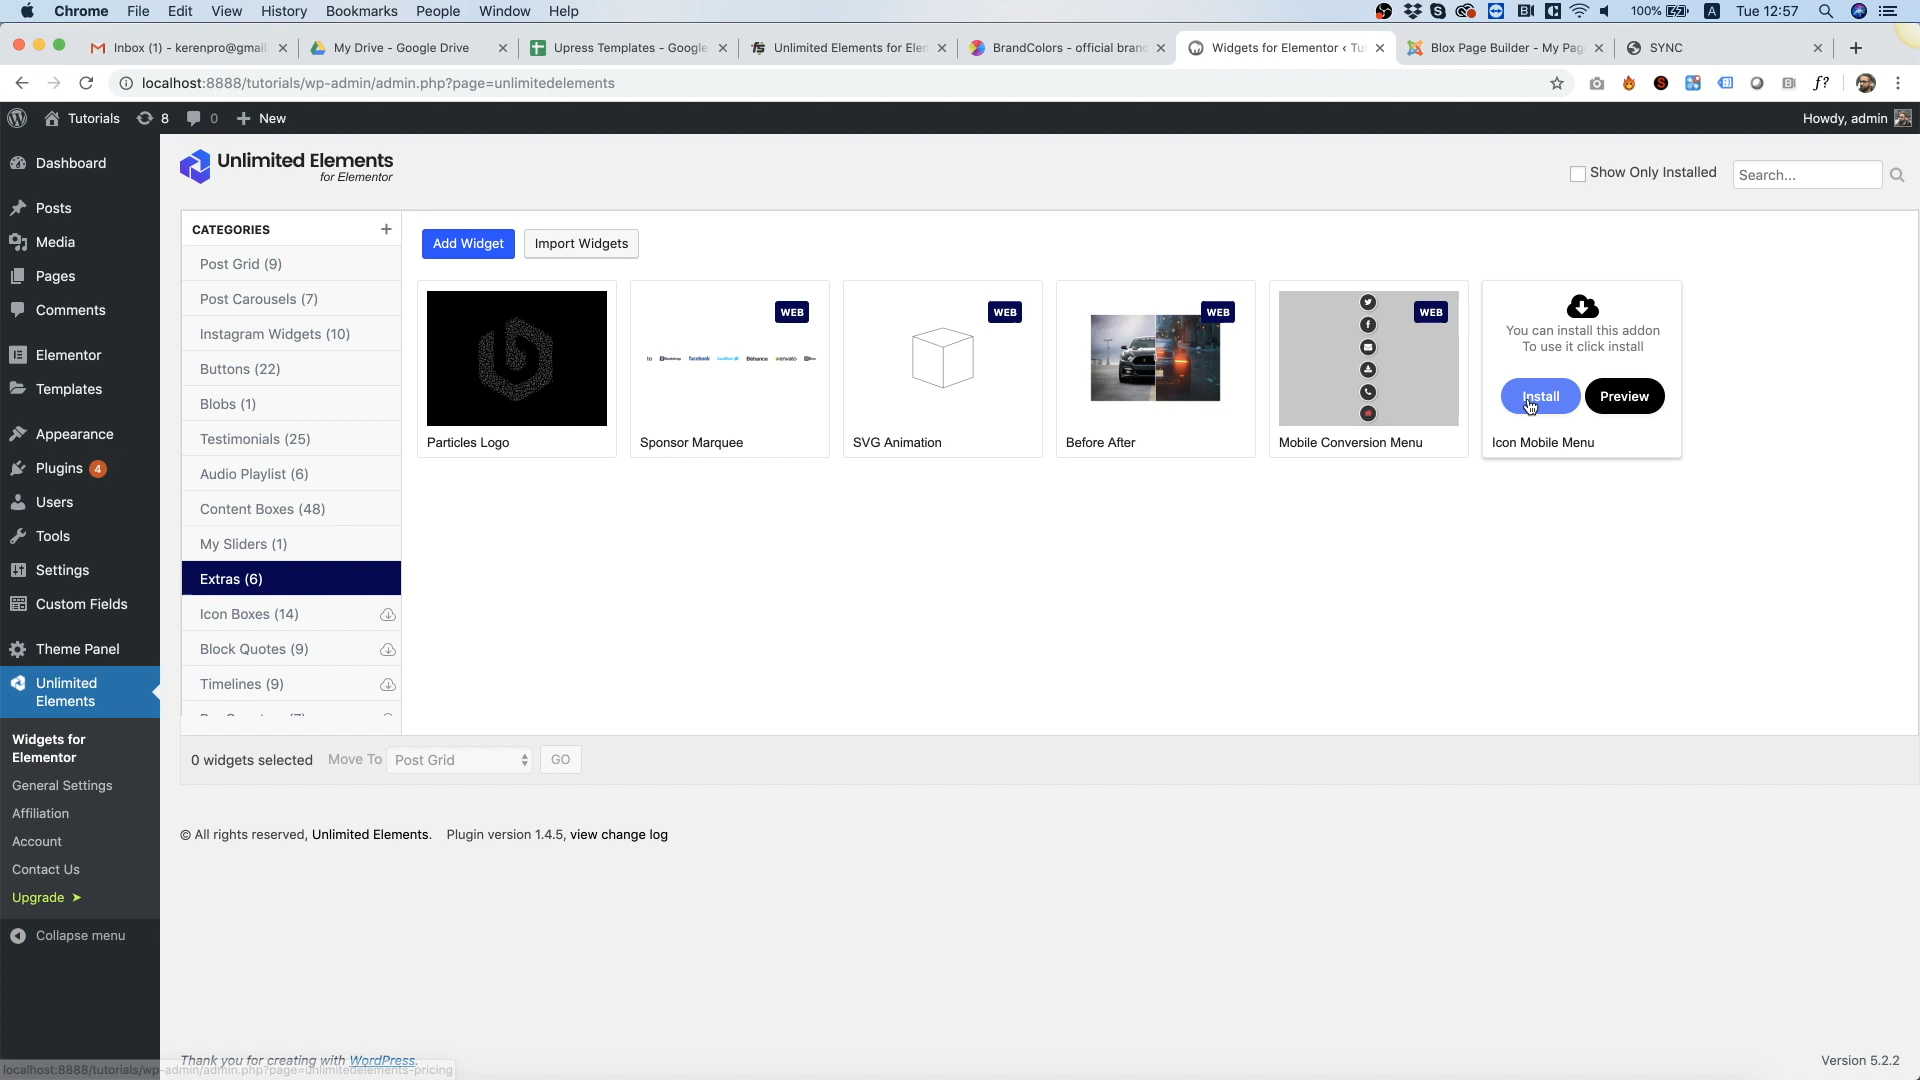 Chrome File Edit View History Bookmarks People Window Help
100% A Tue 12:57
Inbox (1) - kerenpro@gmail
My Drive - Google Drive
Upress Templates - Google
Unlimited Elements for Elem
BrandColors - official brand
Widgets for Elementor ‹ Tut
Blox Page Builder - My Pag
SYNC
localhost:8888/tutorials/wp-admin/admin.php?page=unlimitedelements
f?
Tutorials 8 0 New
Howdy, admin
Dashboard
Posts
Media
Pages
Comments
Elementor
Templates
Appearance
Plugins 4
Users
Tools
Settings
Custom Fields
Theme Panel
Unlimited
Elements
Widgets for
Elementor
General Settings
Affiliation
Account
Contact Us
Upgrade ➤
Collapse menu
Unlimited Elements
for Elementor
Show Only Installed
Search...
CATEGORIES +
Post Grid (9)
Post Carousels (7)
Instagram Widgets (10)
Buttons (22)
Blobs (1)
Testimonials (25)
Audio Playlist (6)
Content Boxes (48)
My Sliders (1)
Extras (6)
Icon Boxes (14)
Block Quotes (9)
Timelines (9)
Add Widget
Import Widgets
Particles Logo
WEB
Bootstrap facebook twitter Behance envato
Sponsor Marquee
WEB
SVG Animation
WEB
Before After
WEB
Mobile Conversion Menu
You can install this addon
To use it click install
Install
Preview
Icon Mobile Menu
0 widgets selected Move To Post Grid GO
© All rights reserved, Unlimited Elements. Plugin version 1.4.5, view change log
Thank you for creating with WordPress.
Version 5.2.2
localhost:8888/tutorials/wp-admin/admin.php?page=unlimitedelements-pricing